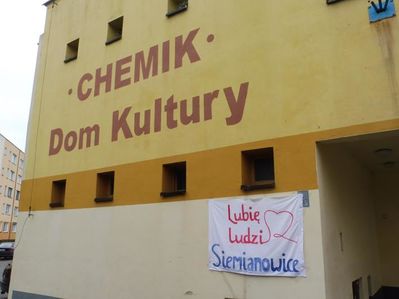 · CHEMIK ·
Dom Kultury
Lubię
Ludzi
Siemianowice